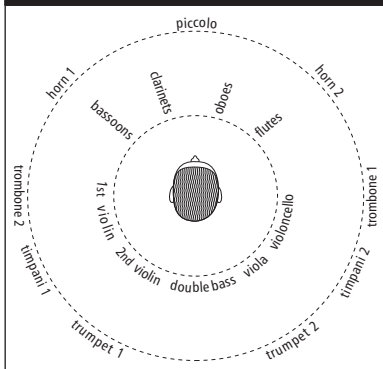 piccolo
horn 1
clarinets
oboes
horn 2
bassoons
flutes
trombone 2
1st violin
violoncello
trombone 1
timpani 1
2nd violin
double bass
viola
timpani 2
trumpet 1
trumpet 2